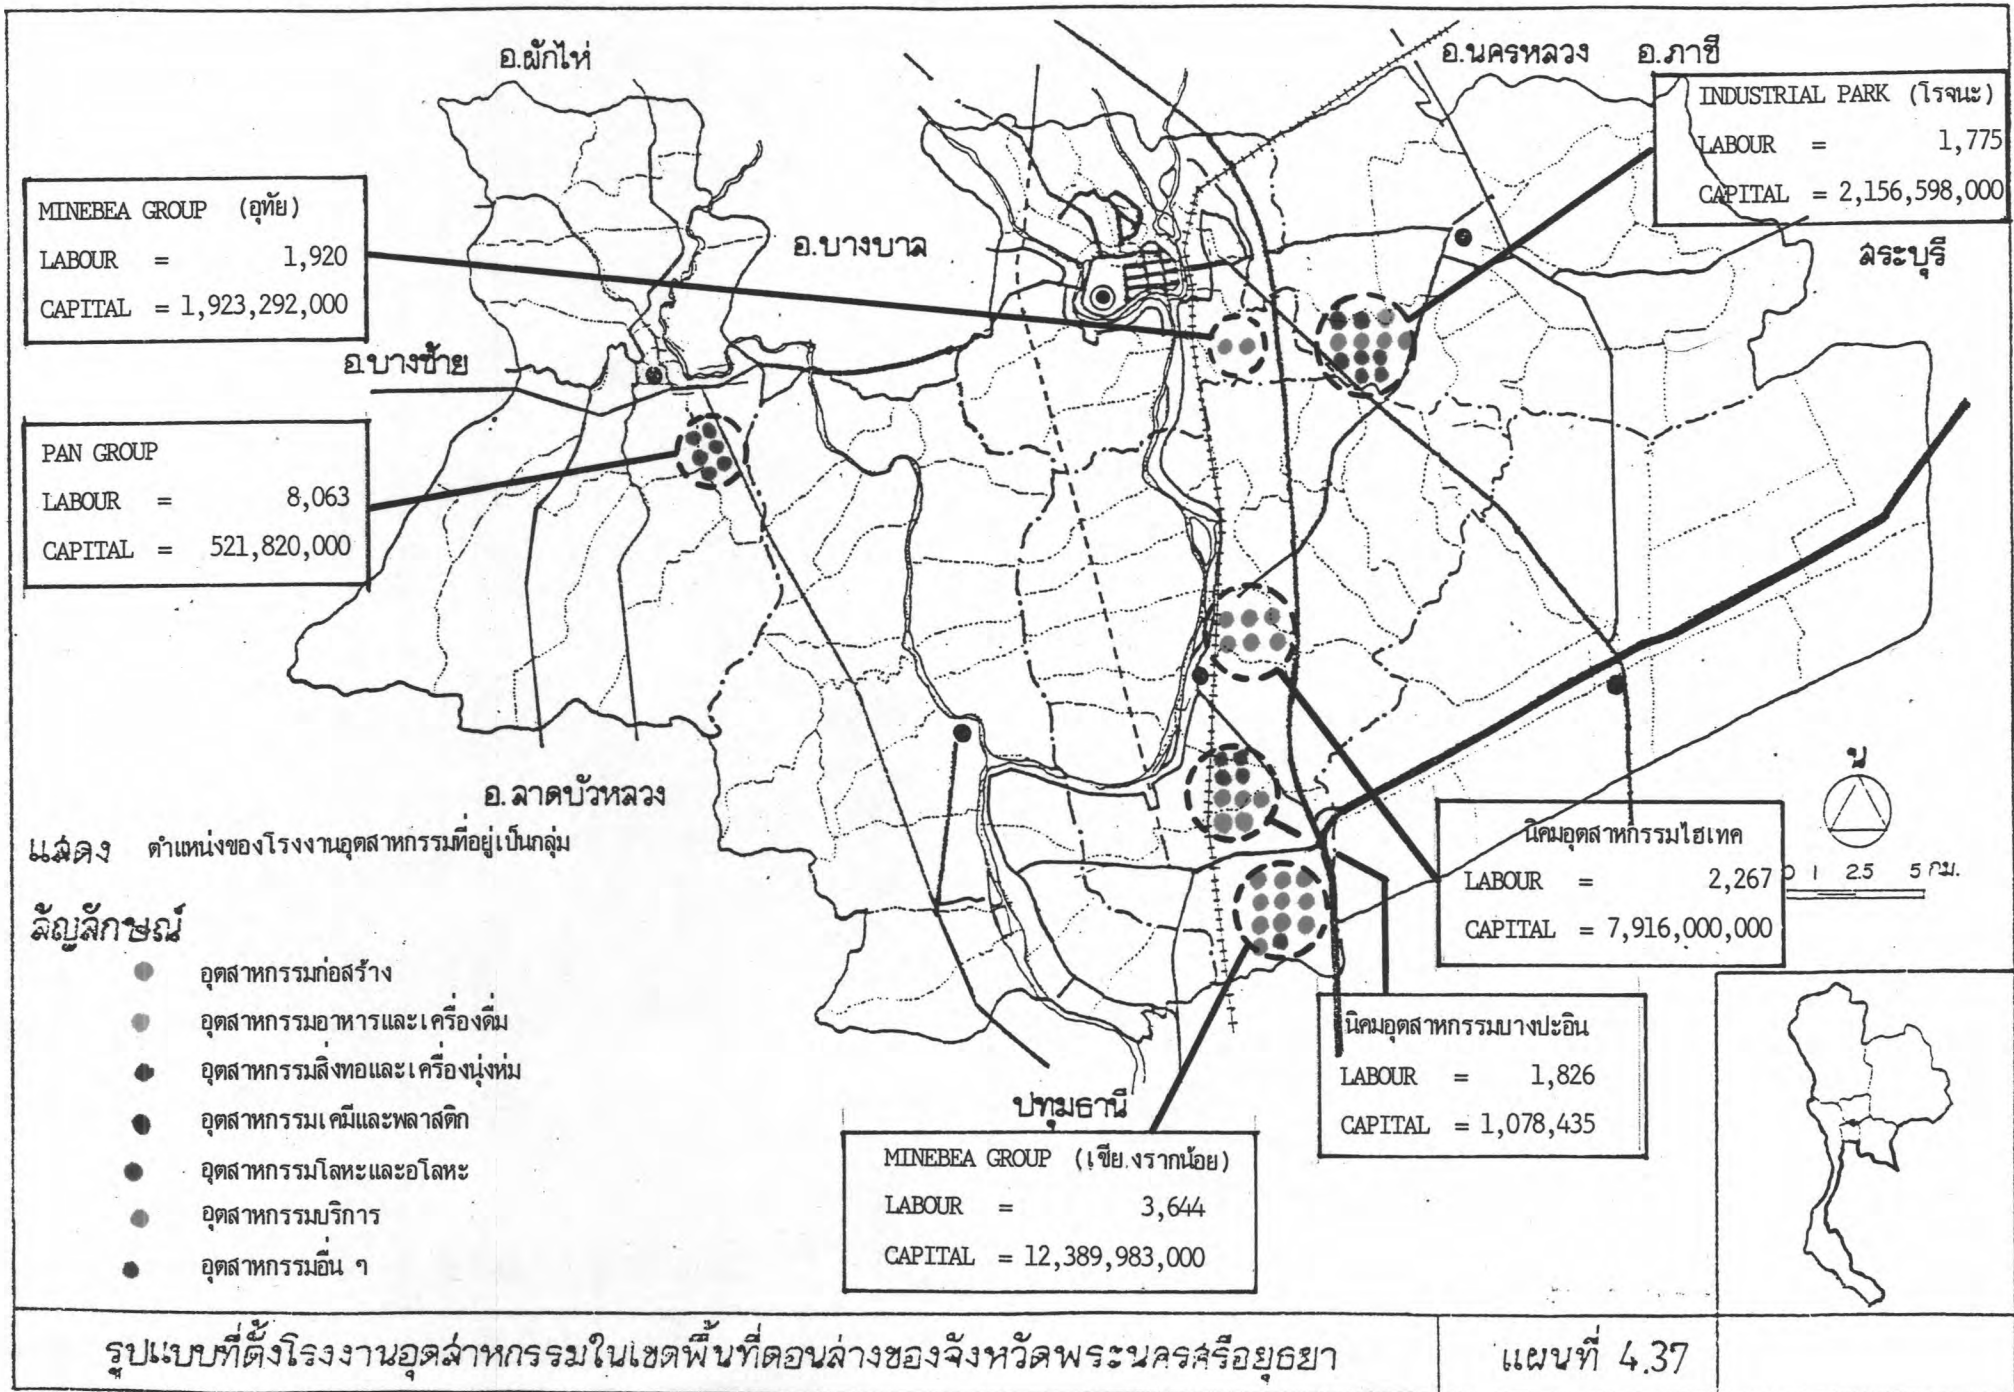 อ.ผักไห่
อ.นครหลวง
อ.ภาชี
INDUSTRIAL PARK (โรจนะ)
LABOUR = 1,775
CAPITAL = 2,156,598,000
สระบุรี
MINEBEA GROUP (อุทัย)
LABOUR = 1,920
CAPITAL = 1,923,292,000
อ.บางบาล
อ.บางซ้าย
PAN GROUP
LABOUR = 8,063
CAPITAL = 521,820,000
อ.ลาดบัวหลวง
น
0 1 2.5 5 กม.
นิคมอุตสาหกรรมไฮเทค
LABOUR = 2,267
CAPITAL = 7,916,000,000
นิคมอุตสาหกรรมบางปะอิน
LABOUR = 1,826
CAPITAL = 1,078,435
ปทุมธานี
MINEBEA GROUP (เชียงรากน้อย)
LABOUR = 3,644
CAPITAL = 12,389,983,000
แสดง ตำแหน่งของโรงงานอุตสาหกรรมที่อยู่เป็นกลุ่ม
สัญลักษณ์
อุตสาหกรรมก่อสร้าง
อุตสาหกรรมอาหารและเครื่องดื่ม
อุตสาหกรรมสิ่งทอและเครื่องนุ่งห่ม
อุตสาหกรรมเคมีและพลาสติก
อุตสาหกรรมโลหะและอโลหะ
อุตสาหกรรมบริการ
อุตสาหกรรมอื่น ๆ
รูปแบบที่ตั้งโรงงานอุตสาหกรรมในเขตพื้นที่ตอนล่างของจังหวัดพระนครศรีอยุธยา
แผนที่ 4.37